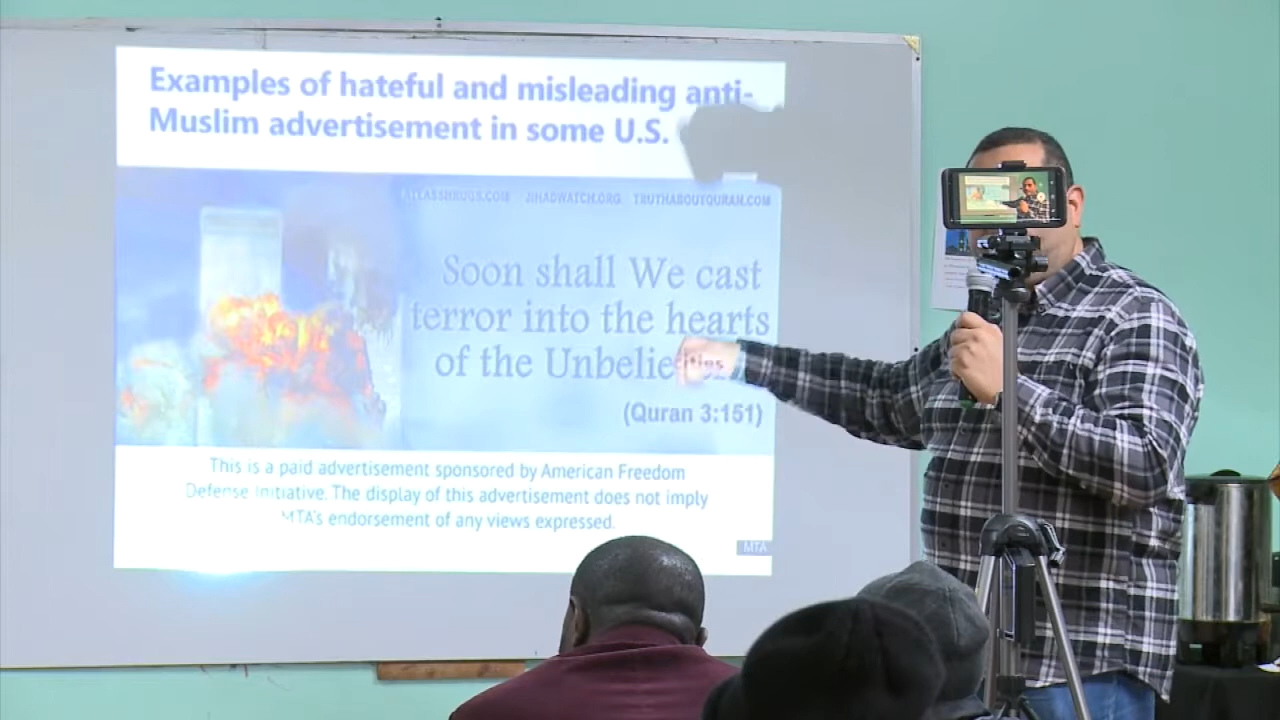 Examples of hateful and misleading anti-
Muslim advertisement in some U.S.
ATLASSHRUGS.COM JIHADWATCH.ORG TRUTHABOUTQURAN.COM
Soon shall We cast
terror into the hearts
of the Unbelie
ities
(Quran 3:151)
This is a paid advertisement sponsored by American Freedom
Defense Initiative. The display of this advertisement does not imply
MTA's endorsement of any views expressed.
MTA